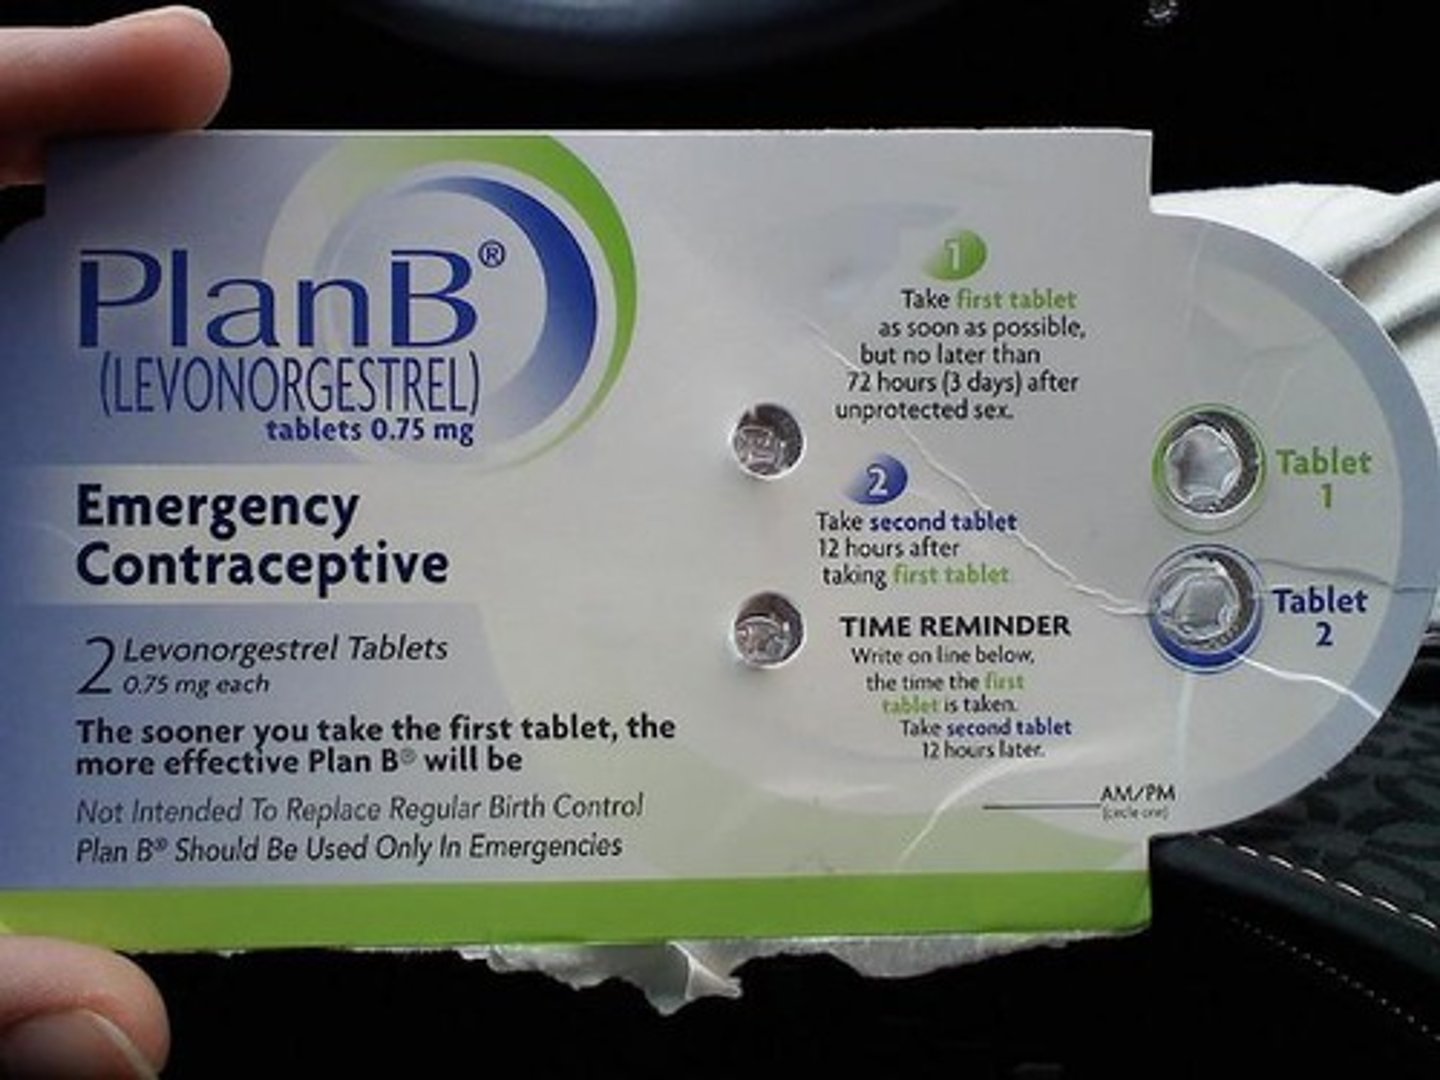 PlanB®
(LEVONORGESTREL)
tablets 0.75 mg
Emergency
Contraceptive
2 Levonorgestrel Tablets
0.75 mg each
The sooner you take the first tablet, the
more effective Plan B® will be
Not Intended To Replace Regular Birth Control
Plan B® Should Be Used Only In Emergencies
1
Take first tablet
as soon as possible,
but no later than
72 hours (3 days) after
unprotected sex.
2
Take second tablet
12 hours after
taking first tablet.
TIME REMINDER
Write on line below,
the time the first
tablet is taken.
Take second tablet
12 hours later.
AM/PM
(circle one)
Tablet
1
Tablet
2